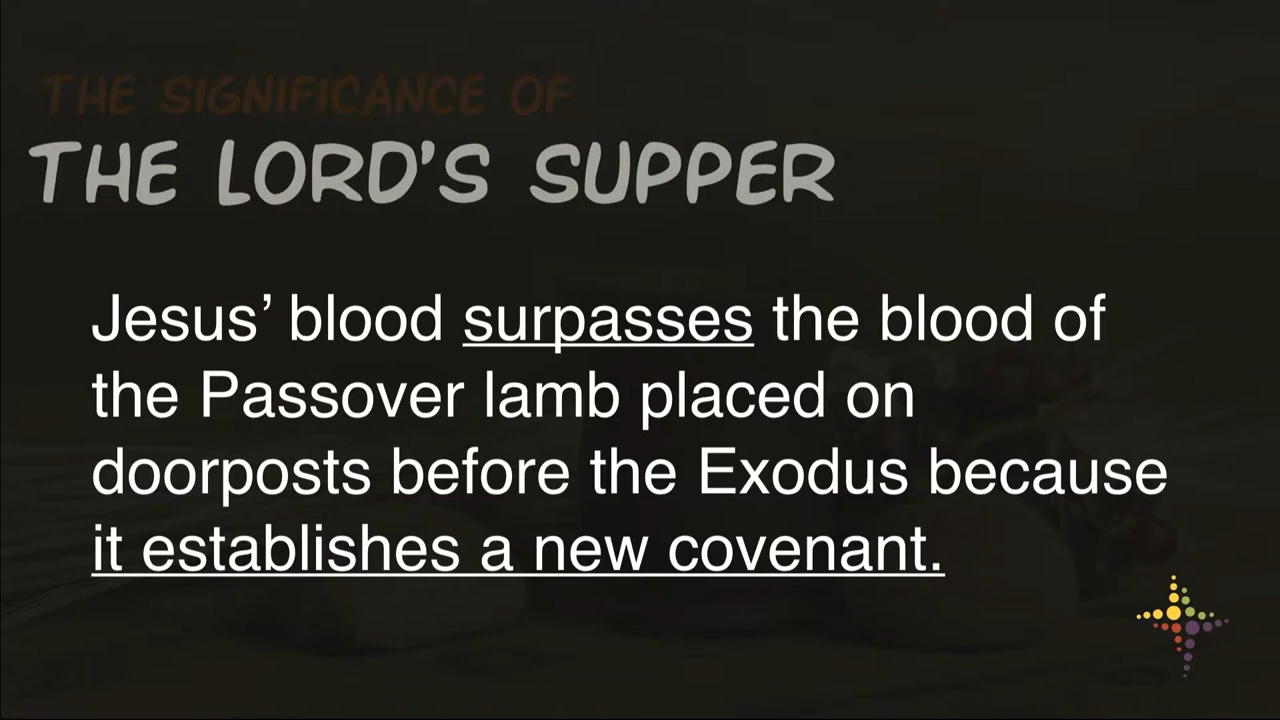 THE SIGNIFICANCE OF
THE LORD'S SUPPER
Jesus’ blood surpasses the blood of
the Passover lamb placed on
doorposts before the Exodus because
it establishes a new covenant.